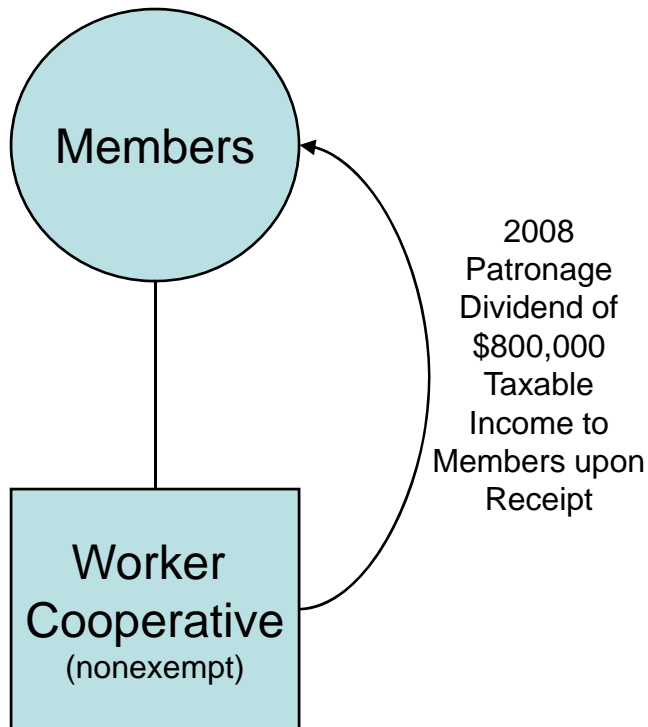 Members
2008
Patronage
Dividend of
$800,000
Taxable
Income to
Members upon
Receipt
Worker
Cooperative
(nonexempt)